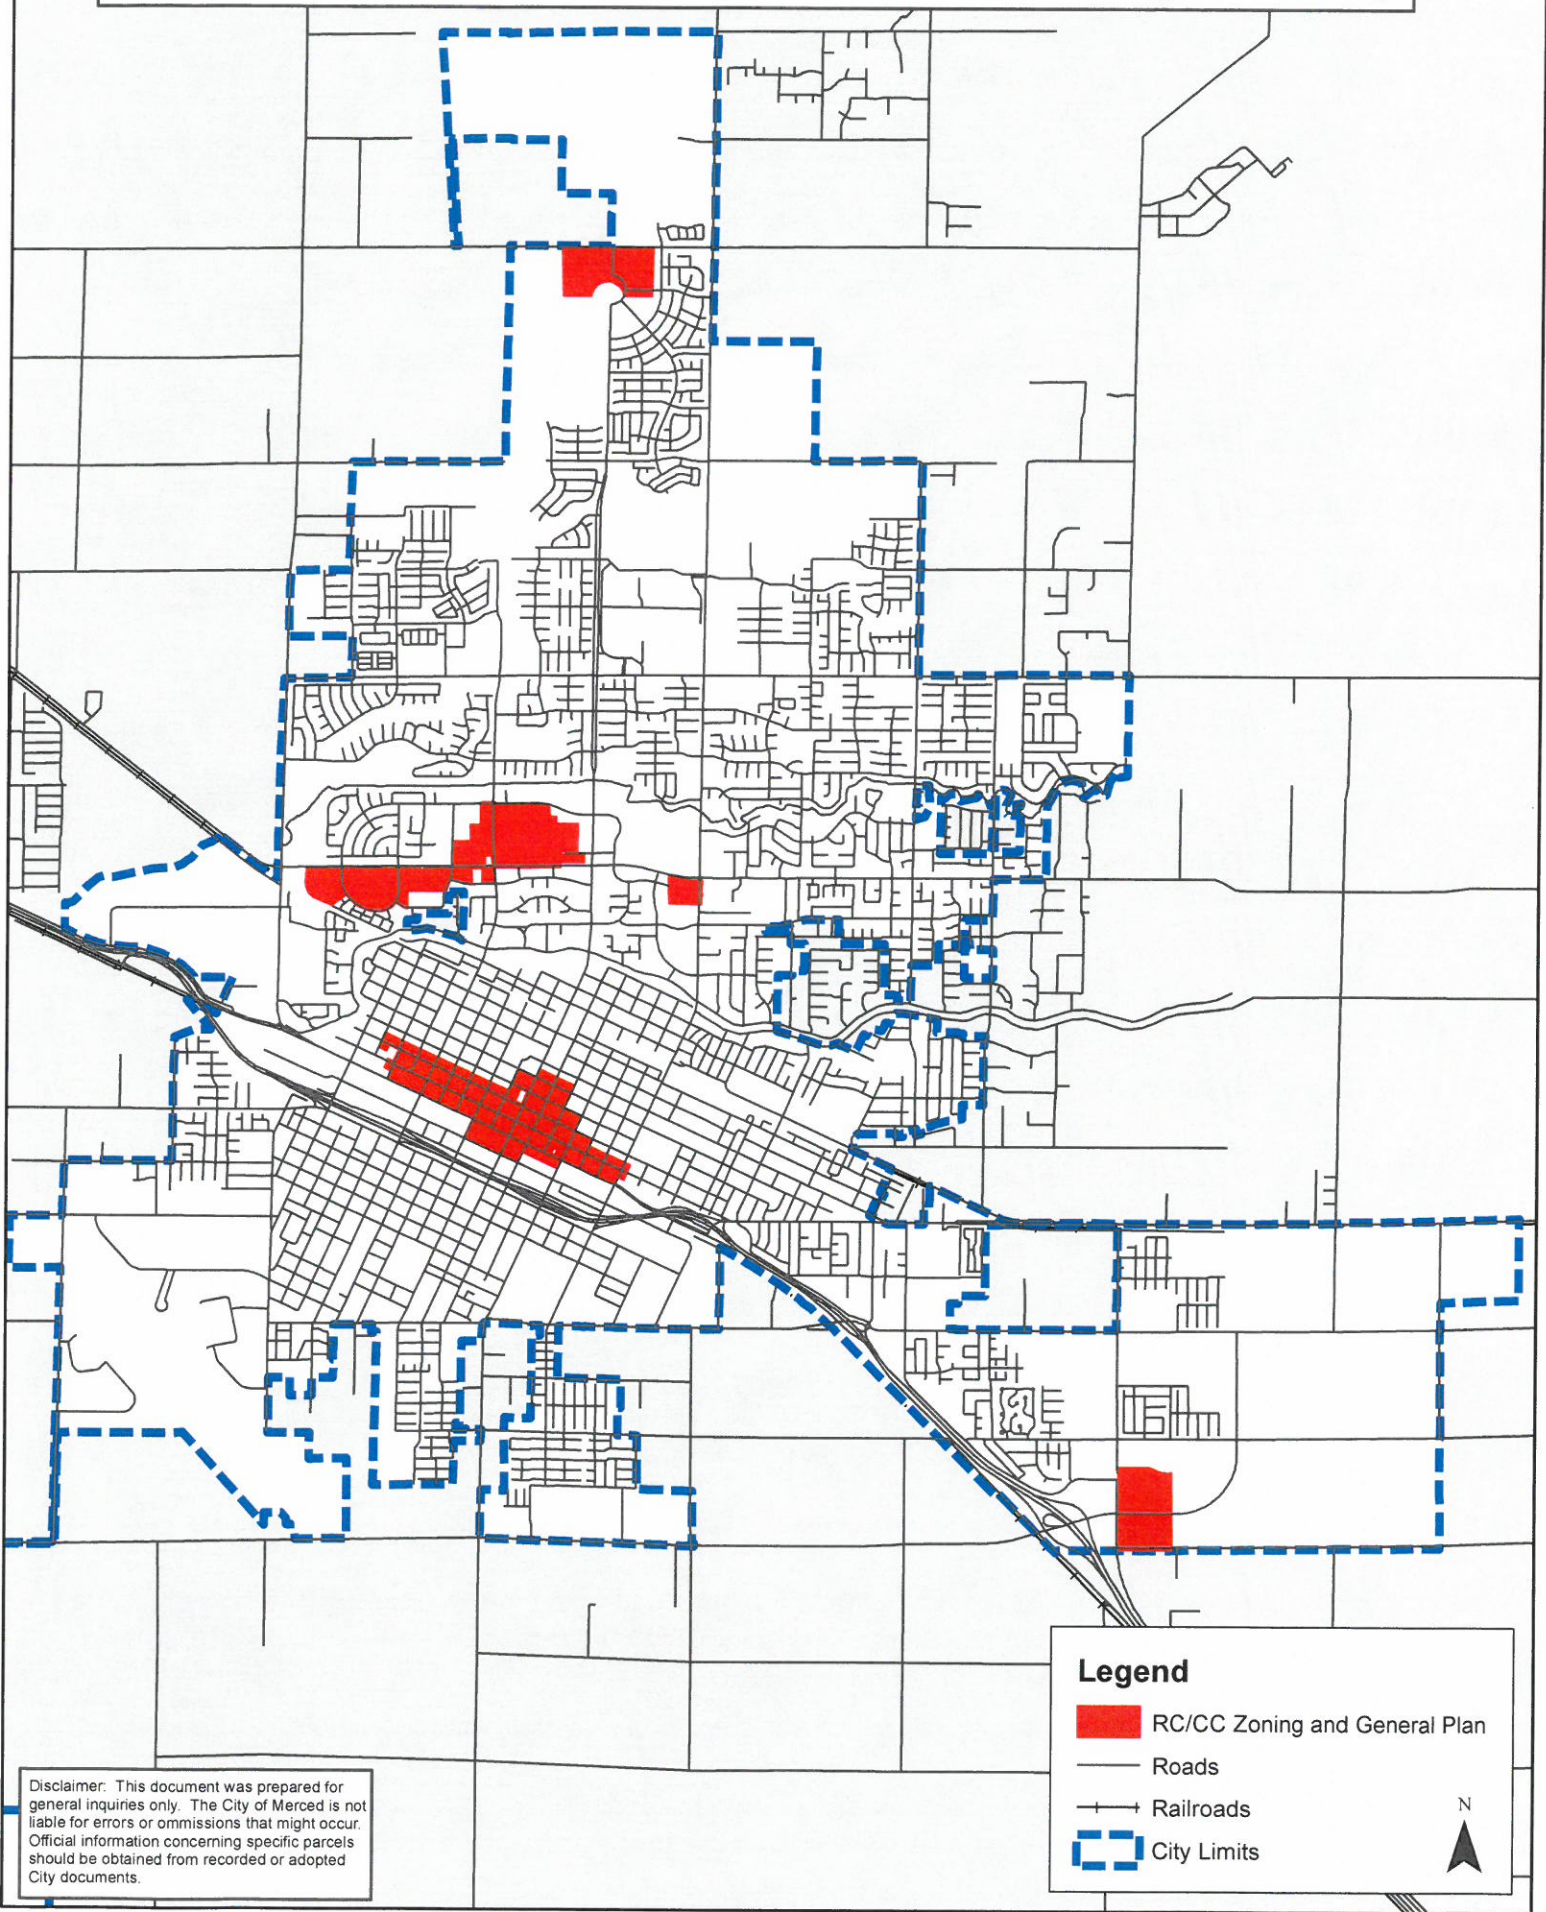 Legend
RC/CC Zoning and General Plan
Roads
Railroads
City Limits
N
Disclaimer: This document was prepared for
general inquiries only. The City of Merced is not
liable for errors or ommissions that might occur.
Official information concerning specific parcels
should be obtained from recorded or adopted
City documents.